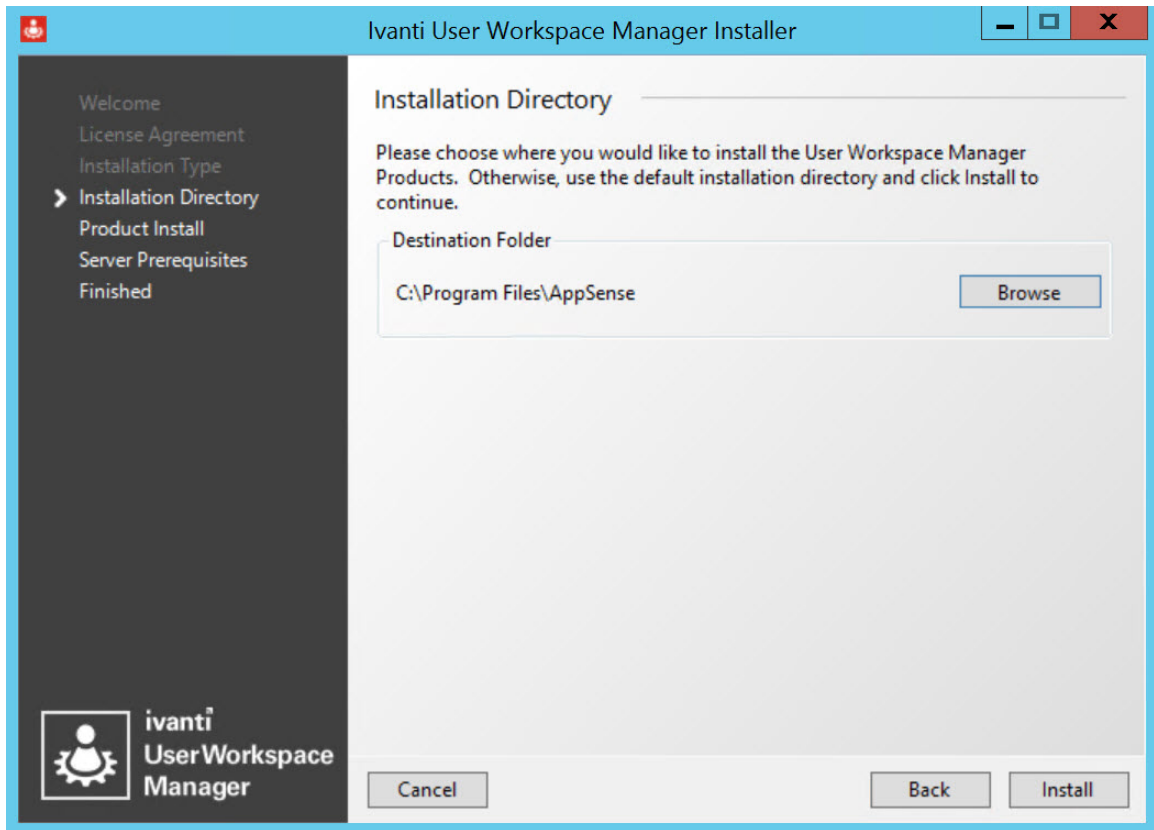 Ivanti User Workspace Manager Installer
Welcome
License Agreement
Installation Type
Installation Directory
Product Install
Server Prerequisites
Finished
Installation Directory
Please choose where you would like to install the User Workspace Manager
Products.  Otherwise, use the default installation directory and click Install to
continue.
Destination Folder
C:\Program Files\AppSense
Browse
ivanti
User Workspace
Manager
Cancel
Back
Install